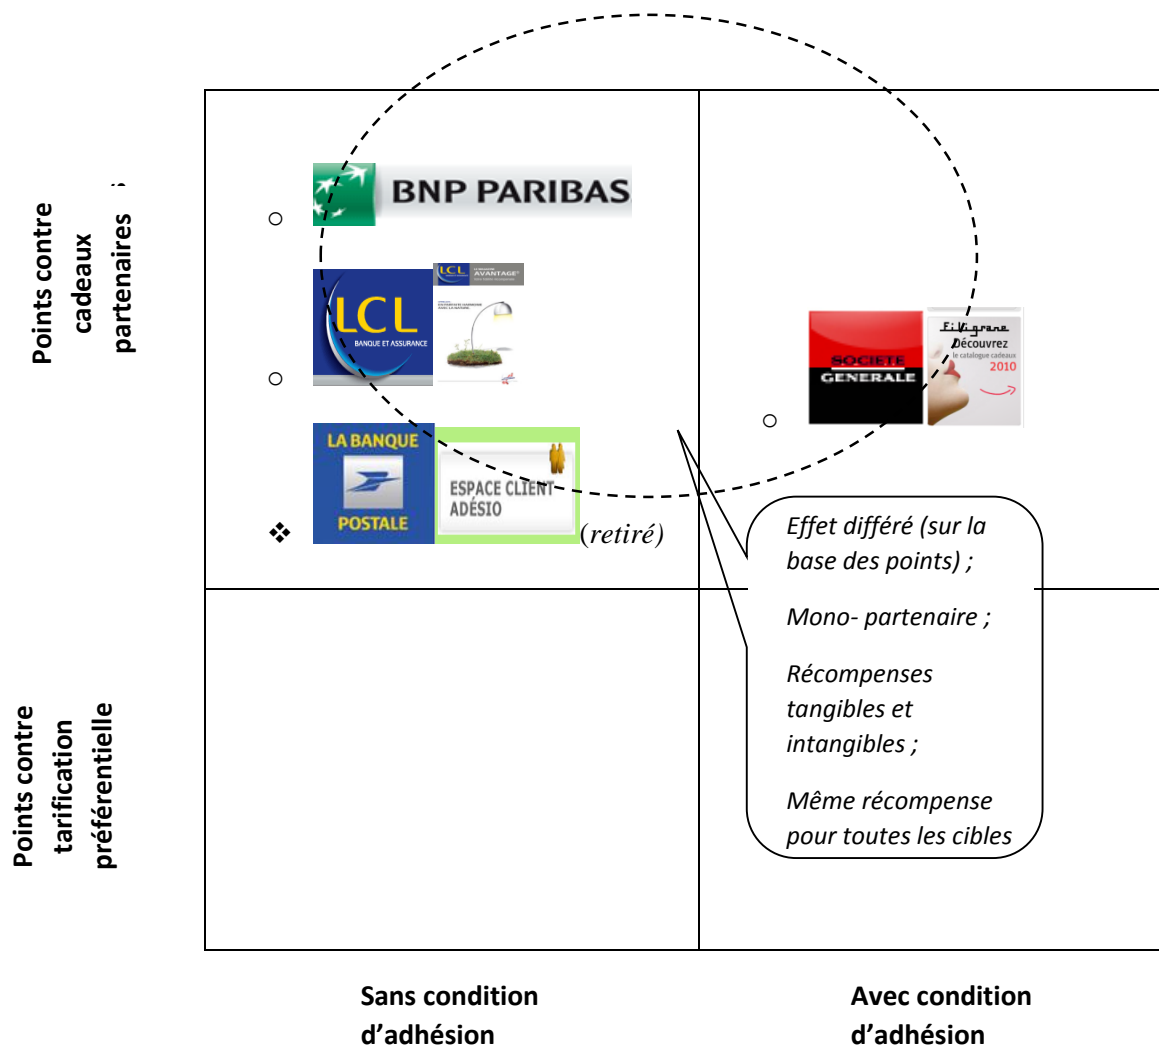 Points contre
cadeaux
partenaires
BNP PARIBAS
LCL
BANQUE ET ASSURANCE
LCL
AVANTAGE
LA BANQUE
POSTALE
ESPACE CLIENT
ADÉSIO
(retiré)
SOCIETE
GENERALE
Filigrane
Découvrez
le catalogue cadeaux
2010
Effet différé (sur la
base des points) ;
Mono- partenaire ;
Récompenses
tangibles et
intangibles ;
Même récompense
pour toutes les cibles
Points contre
tarification
préférentielle
Sans condition
d’adhésion
Avec condition
d’adhésion